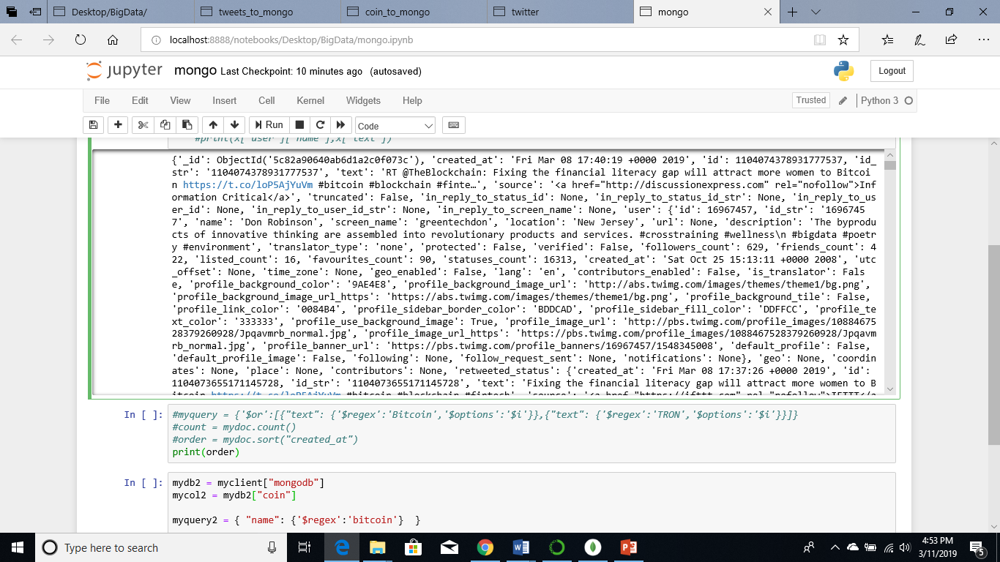 Desktop/BigData/ tweets_to_mongo coin_to_mongo twitter mongo
localhost:8888/notebooks/Desktop/BigData/mongo.ipynb
jupyter mongo Last Checkpoint: 10 minutes ago (autosaved) Logout
File Edit View Insert Cell Kernel Widgets Help Trusted Python 3
Run Code
#print(x['user']['name'],x['text'])
{'_id': ObjectId('5c82a90640ab6d1a2c0f073c'), 'created_at': 'Fri Mar 08 17:40:19 +0000 2019', 'id': 1104074378931777537, 'id_
str': '1104074378931777537', 'text': 'RT @TheBlockchain: Fixing the financial literacy gap will attract more women to Bitcoi
n https://t.co/loP5AjYuVm #bitcoin #blockchain #finte…', 'source': '<a href="http://discussionexpress.com" rel="nofollow">Inf
ormation Critical</a>', 'truncated': False, 'in_reply_to_status_id': None, 'in_reply_to_status_id_str': None, 'in_reply_to_us
er_id': None, 'in_reply_to_user_id_str': None, 'in_reply_to_screen_name': None, 'user': {'id': 16967457, 'id_str': '1696745
7', 'name': 'Don Robinson', 'screen_name': 'greentechdon', 'location': 'New Jersey', 'url': None, 'description': 'The byprodu
cts of innovative thinking are assembled into revolutionary products and services. #crosstraining #wellness\n #bigdata #poetr
y #environment', 'translator_type': 'none', 'protected': False, 'verified': False, 'followers_count': 629, 'friends_count': 4
22, 'listed_count': 16, 'favourites_count': 90, 'statuses_count': 16313, 'created_at': 'Sat Oct 25 15:13:11 +0000 2008', 'utc
_offset': None, 'time_zone': None, 'geo_enabled': False, 'lang': 'en', 'contributors_enabled': False, 'is_translator': Fals
e, 'profile_background_color': '9AE4E8', 'profile_background_image_url': 'http://abs.twimg.com/images/themes/theme1/bg.png',
'profile_background_image_url_https': 'https://abs.twimg.com/images/themes/theme1/bg.png', 'profile_background_tile': False,
'profile_link_color': '0084B4', 'profile_sidebar_border_color': 'BDDCAD', 'profile_sidebar_fill_color': 'DDFFCC', 'profile_te
xt_color': '333333', 'profile_use_background_image': True, 'profile_image_url': 'http://pbs.twimg.com/profile_images/10884675
28379260928/Jpqavmrb_normal.jpg', 'profile_image_url_https': 'https://pbs.twimg.com/profile_images/1088467528379260928/Jpqavm
rb_normal.jpg', 'profile_banner_url': 'https://pbs.twimg.com/profile_banners/16967457/1548345008', 'default_profile': False,
'default_profile_image': False, 'following': None, 'follow_request_sent': None, 'notifications': None}, 'geo': None, 'coordin
ates': None, 'place': None, 'contributors': None, 'retweeted_status': {'created_at': 'Fri Mar 08 17:37:26 +0000 2019', 'id':
1104073655171145728, 'id_str': '1104073655171145728', 'text': 'Fixing the financial literacy gap will attract more women to B
itcoin https://t.co/loP5AjYuVm #bitcoin #blockchain #fintech', 'source': '<a href="https://ifttt.com" rel="nofollow">IFTTT</a
In [ ]: #myquery = {'$or':[{"text": {'$regex':'Bitcoin','$options':'$i'}},{"text": {'$regex':'TRON','$options':'$i'}}]}
#count = mydoc.count()
#order = mydoc.sort("created_at")
print(order)
In [ ]: mydb2 = myclient["mongodb"]
mycol2 = mydb2["coin"]
myquery2 = { "name": {'$regex':'bitcoin'}  }
Type here to search
4:53 PM
3/11/2019
5